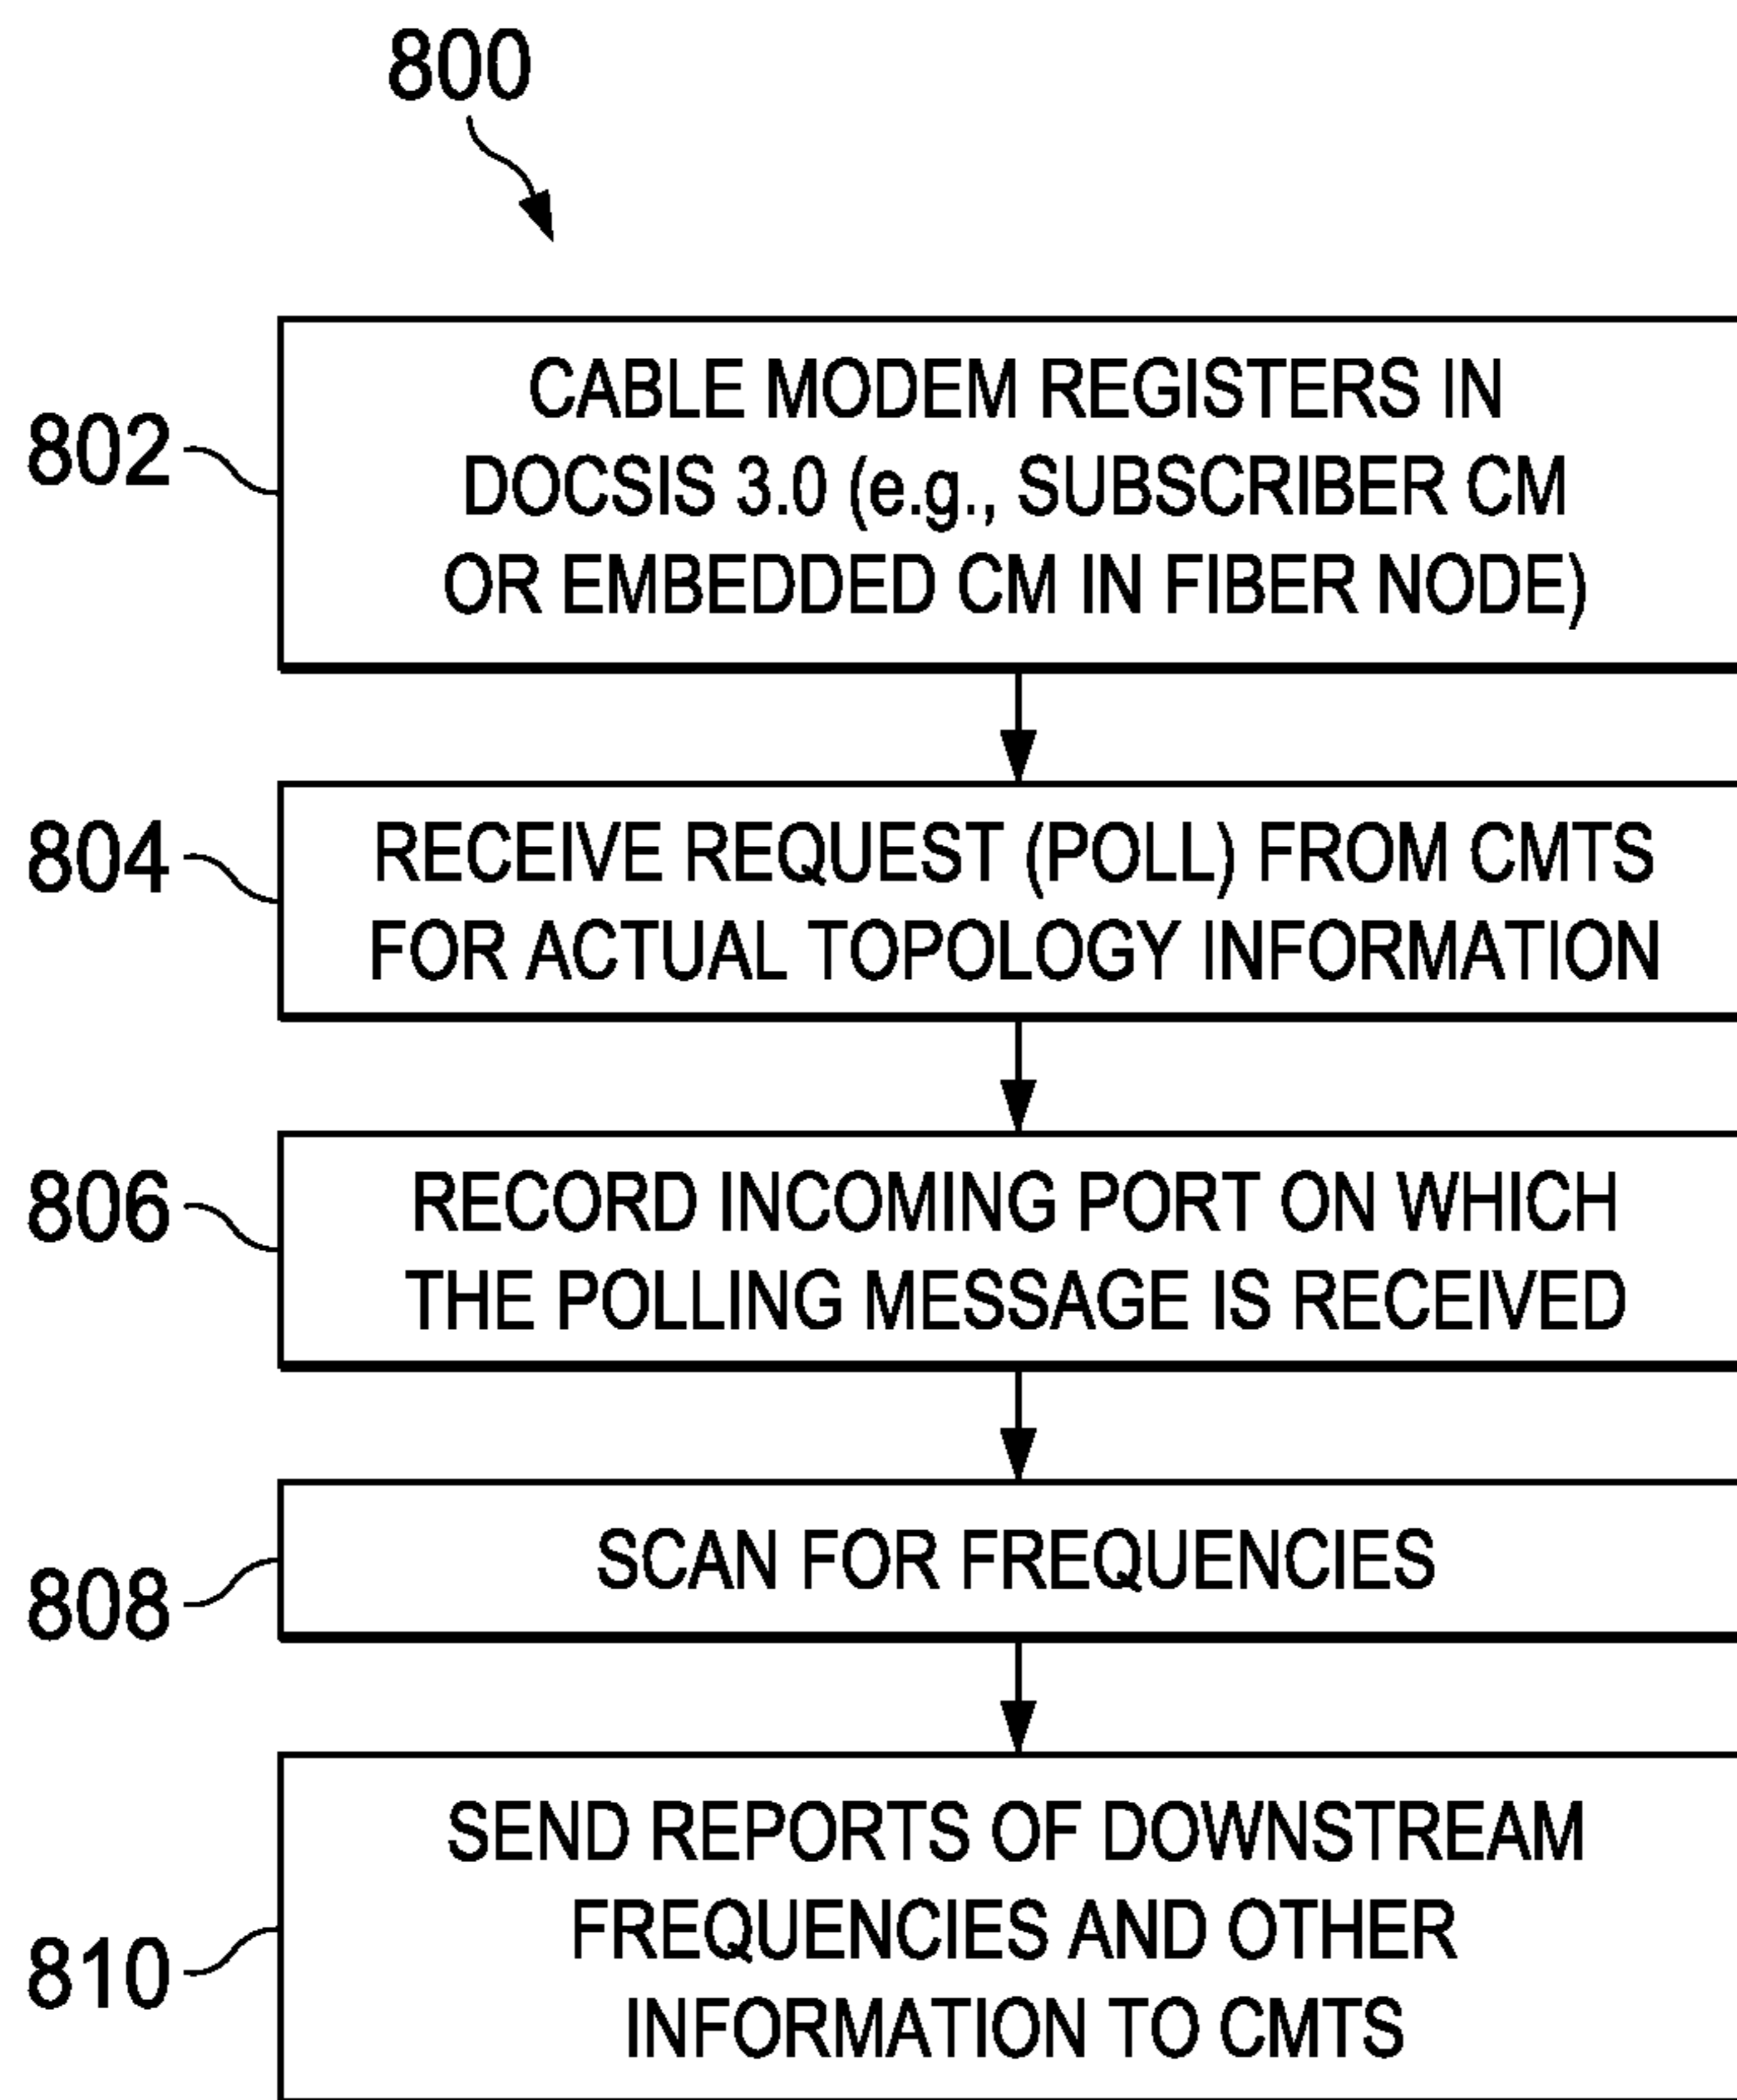 800
802
CABLE MODEM REGISTERS IN
DOCSIS 3.0 (e.g., SUBSCRIBER CM
OR EMBEDDED CM IN FIBER NODE)
804
RECEIVE REQUEST (POLL) FROM CMTS
FOR ACTUAL TOPOLOGY INFORMATION
806
RECORD INCOMING PORT ON WHICH
THE POLLING MESSAGE IS RECEIVED
808
SCAN FOR FREQUENCIES
810
SEND REPORTS OF DOWNSTREAM
FREQUENCIES AND OTHER
INFORMATION TO CMTS